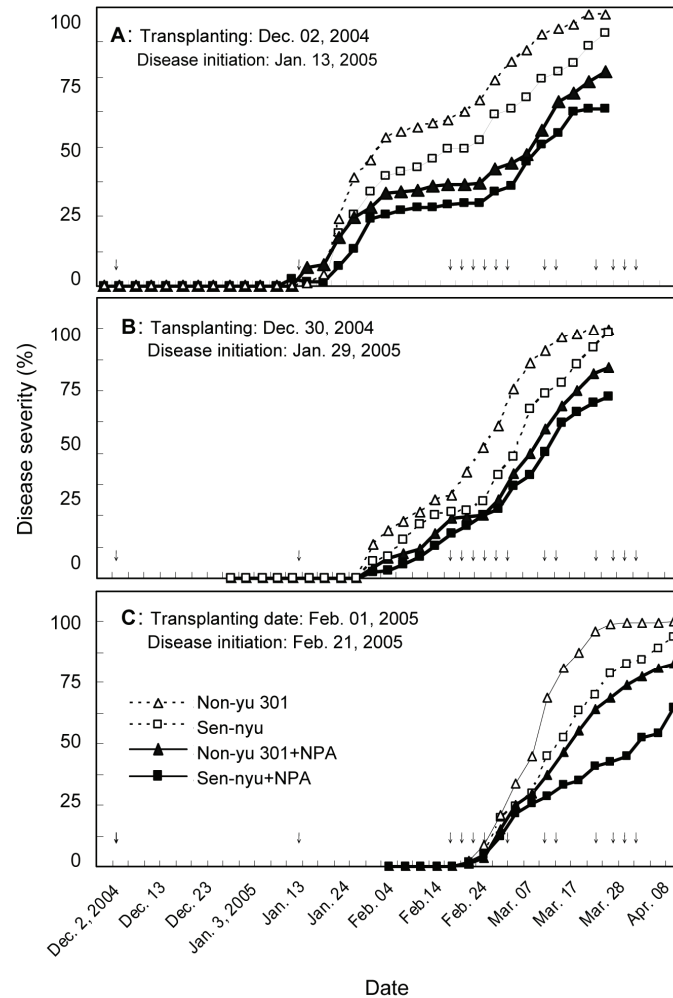 Disease severity (%)
100
75
50
25
0
A: Transplanting: Dec. 02, 2004
Disease initiation: Jan. 13, 2005
100
75
50
25
0
B: Tansplanting: Dec. 30, 2004
Disease initiation: Jan. 29, 2005
100
75
50
25
0
C: Transplanting date: Feb. 01, 2005
Disease initiation: Feb. 21, 2005
Non-yu 301
Sen-nyu
Non-yu 301+NPA
Sen-nyu+NPA
Dec. 2, 2004
Dec. 13
Dec. 23
Jan. 3, 2005
Jan. 13
Jan. 24
Feb. 04
Feb. 14
Feb. 24
Mar. 07
Mar. 17
Mar. 28
Apr. 08
Date